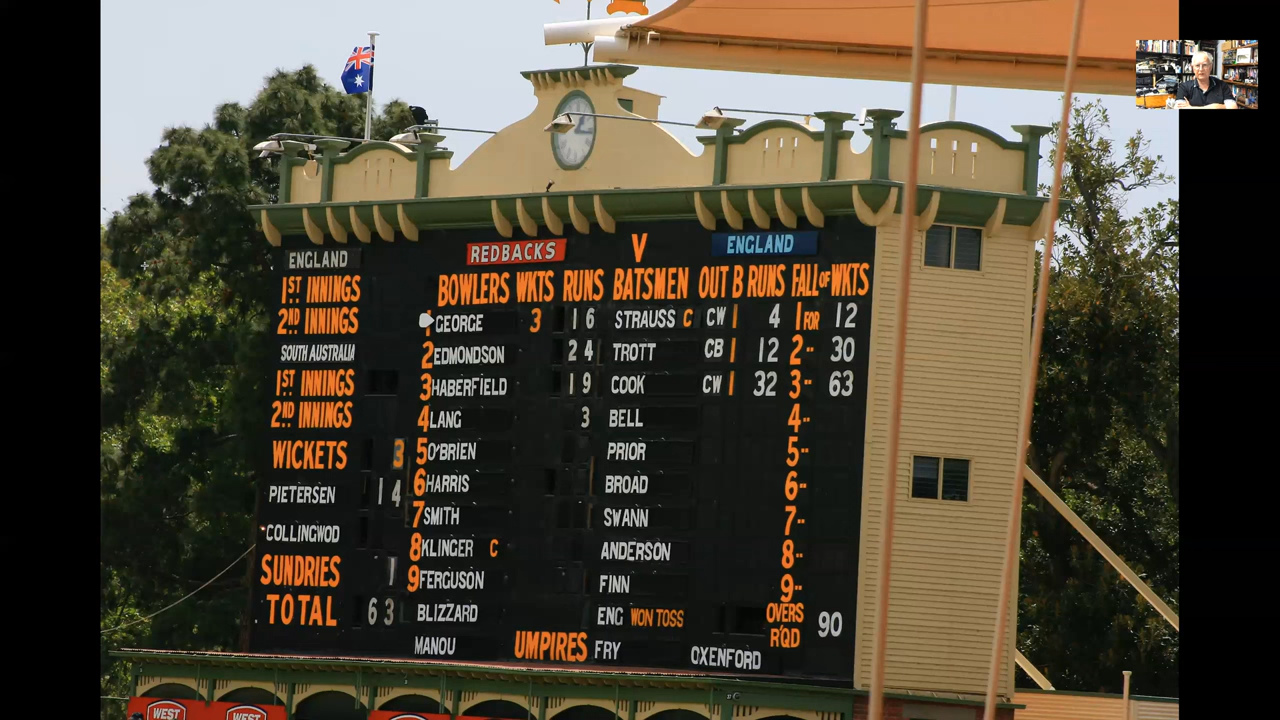 REDBACKS V ENGLAND
ENGLAND
1ST INNINGS
2ND INNINGS
SOUTH AUSTRALIA
1ST INNINGS
2ND INNINGS
WICKETS 3
PIETERSEN 14
COLLINGWOD
SUNDRIES 1
TOTAL 63
BOWLERS WKTS RUNS BATSMEN OUT B RUNS FALL OF WKTS
1 GEORGE 3 16 STRAUSS C CW 1 4 1 FOR 12
2 EDMONDSON 24 TROTT CB 1 12 2 " 30
3 HABERFIELD 19 COOK CW 1 32 3 " 63
4 LANG 3 BELL 4 "
5 O'BRIEN PRIOR 5 "
6 HARRIS BROAD 6 "
7 SMITH SWANN 7 "
8 KLINGER C ANDERSON 8 "
9 FERGUSON FINN 9 "
BLIZZARD ENG WON TOSS OVERS R'QD 90
MANOU UMPIRES FRY OXENFORD
WEST WEST